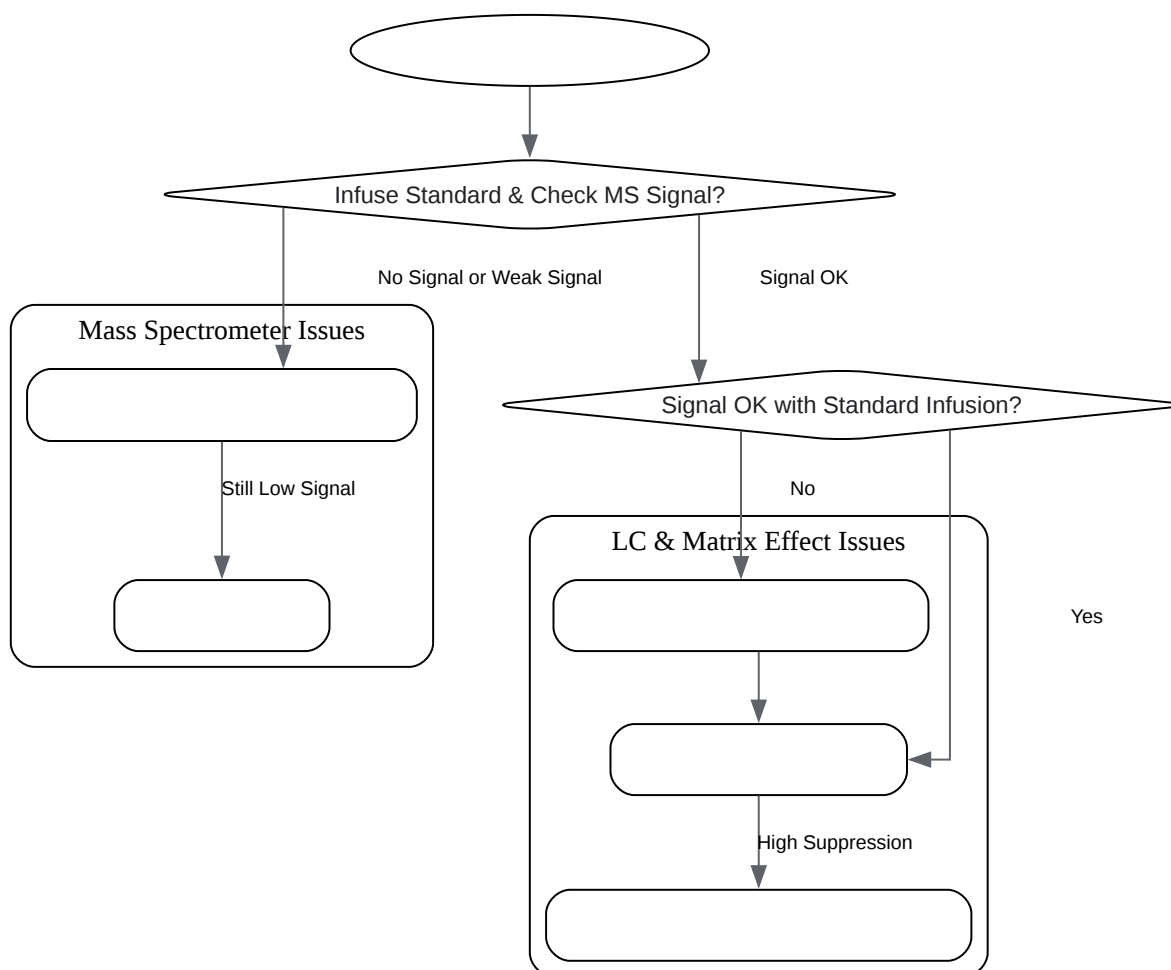 Infuse Standard & Check MS Signal?
No Signal or Weak Signal
Signal OK
Mass Spectrometer Issues
Signal OK with Standard Infusion?
Still Low Signal
No
LC & Matrix Effect Issues
Yes
High Suppression